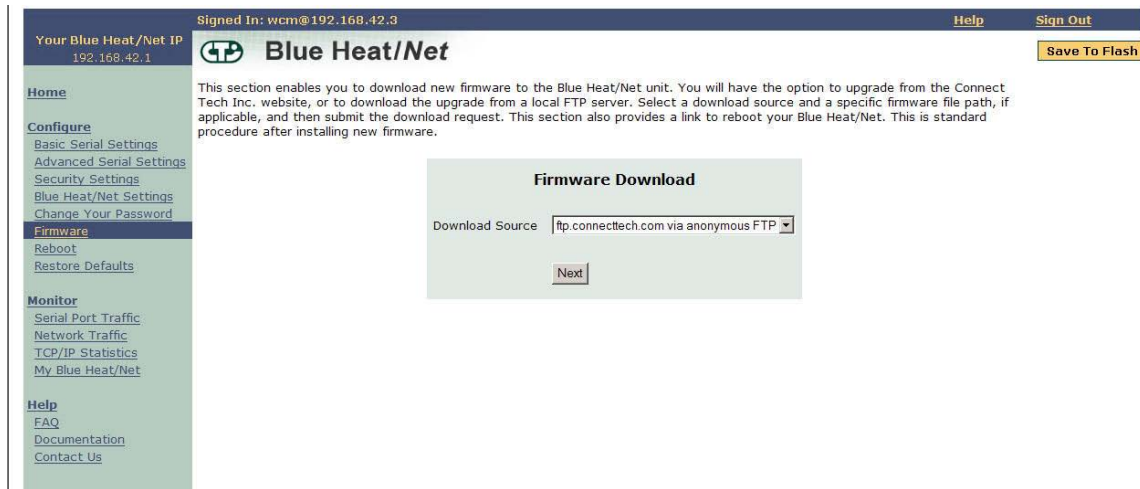 Signed In: wcm@192.168.42.3
Help
Sign Out
Your Blue Heat/Net IP
192.168.42.1
Blue Heat/Net
Save To Flash
Home
Configure
Basic Serial Settings
Advanced Serial Settings
Security Settings
Blue Heat/Net Settings
Change Your Password
Firmware
Reboot
Restore Defaults
Monitor
Serial Port Traffic
Network Traffic
TCP/IP Statistics
My Blue Heat/Net
Help
FAQ
Documentation
Contact Us
This section enables you to download new firmware to the Blue Heat/Net unit. You will have the option to upgrade from the Connect
Tech Inc. website, or to download the upgrade from a local FTP server. Select a download source and a specific firmware file path, if
applicable, and then submit the download request. This section also provides a link to reboot your Blue Heat/Net. This is standard
procedure after installing new firmware.
Firmware Download
Download Source
ftp.connecttech.com via anonymous FTP
Next